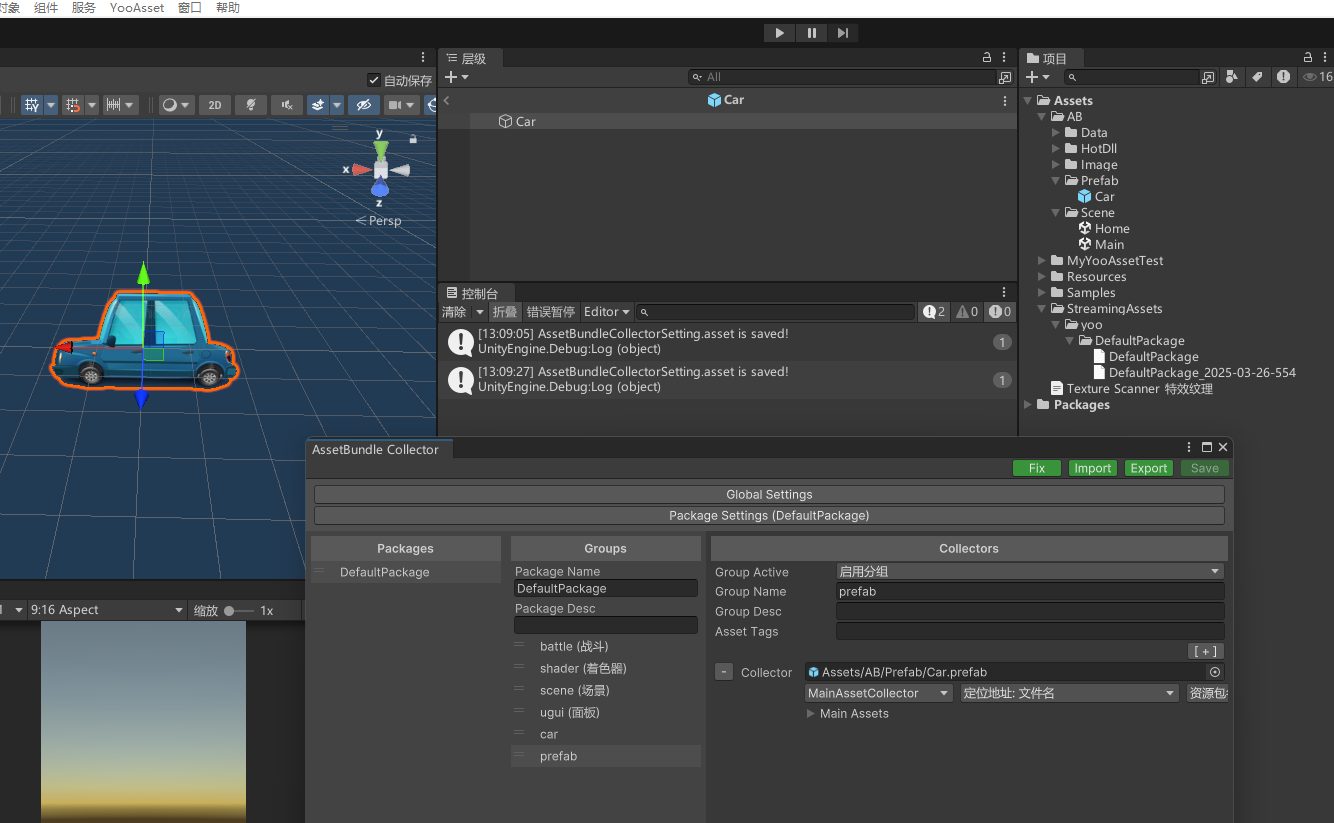 对象 组件 服务 YooAsset 窗口 帮助
自动保存
2D
y
x
z
Persp
层级
All
Car
Car
控制台
清除 折叠 错误暂停 Editor 2 0 0
[13:09:05] AssetBundleCollectorSetting.asset is saved!
UnityEngine.Debug:Log (object)
1
[13:09:27] AssetBundleCollectorSetting.asset is saved!
UnityEngine.Debug:Log (object)
1
项目
16
Assets
AB
Data
HotDll
Image
Prefab
Car
Scene
Home
Main
MyYooAssetTest
Resources
Samples
StreamingAssets
yoo
DefaultPackage
DefaultPackage
DefaultPackage_2025-03-26-554
Texture Scanner 特效纹理
Packages
AssetBundle Collector
Fix Import Export Save
Global Settings
Package Settings (DefaultPackage)
Packages
DefaultPackage
Groups
Package Name
DefaultPackage
Package Desc
battle (战斗)
shader (着色器)
scene (场景)
ugui (面板)
car
prefab
Collectors
Group Active 启用分组
Group Name prefab
Group Desc
Asset Tags
[ + ]
- Collector Assets/AB/Prefab/Car.prefab
MainAssetCollector 定位地址: 文件名 资源包
Main Assets
9:16 Aspect 缩放 1x